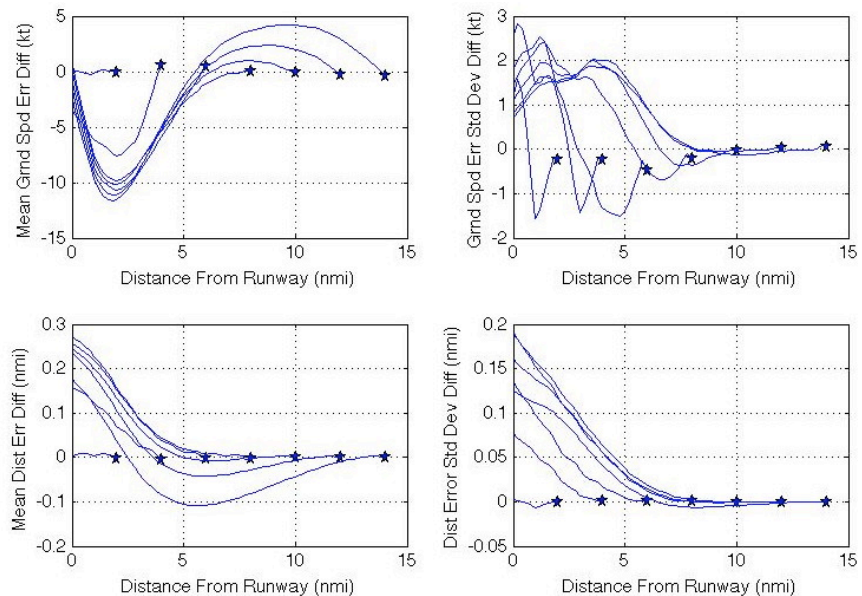 5
0
-5
-10
-15
Mean Grnd Spd Err Diff (kt)
0 5 10 15
Distance From Runway (nmi)
3
2
1
0
-1
-2
Grnd Spd Err Std Dev Diff (kt)
0 5 10 15
Distance From Runway (nmi)
0.3
0.2
0.1
0
-0.1
-0.2
Mean Dist Err Diff (nmi)
0 5 10 15
Distance From Runway (nmi)
0.2
0.15
0.1
0.05
0
-0.05
Dist Error Std Dev Diff (nmi)
0 5 10 15
Distance From Runway (nmi)